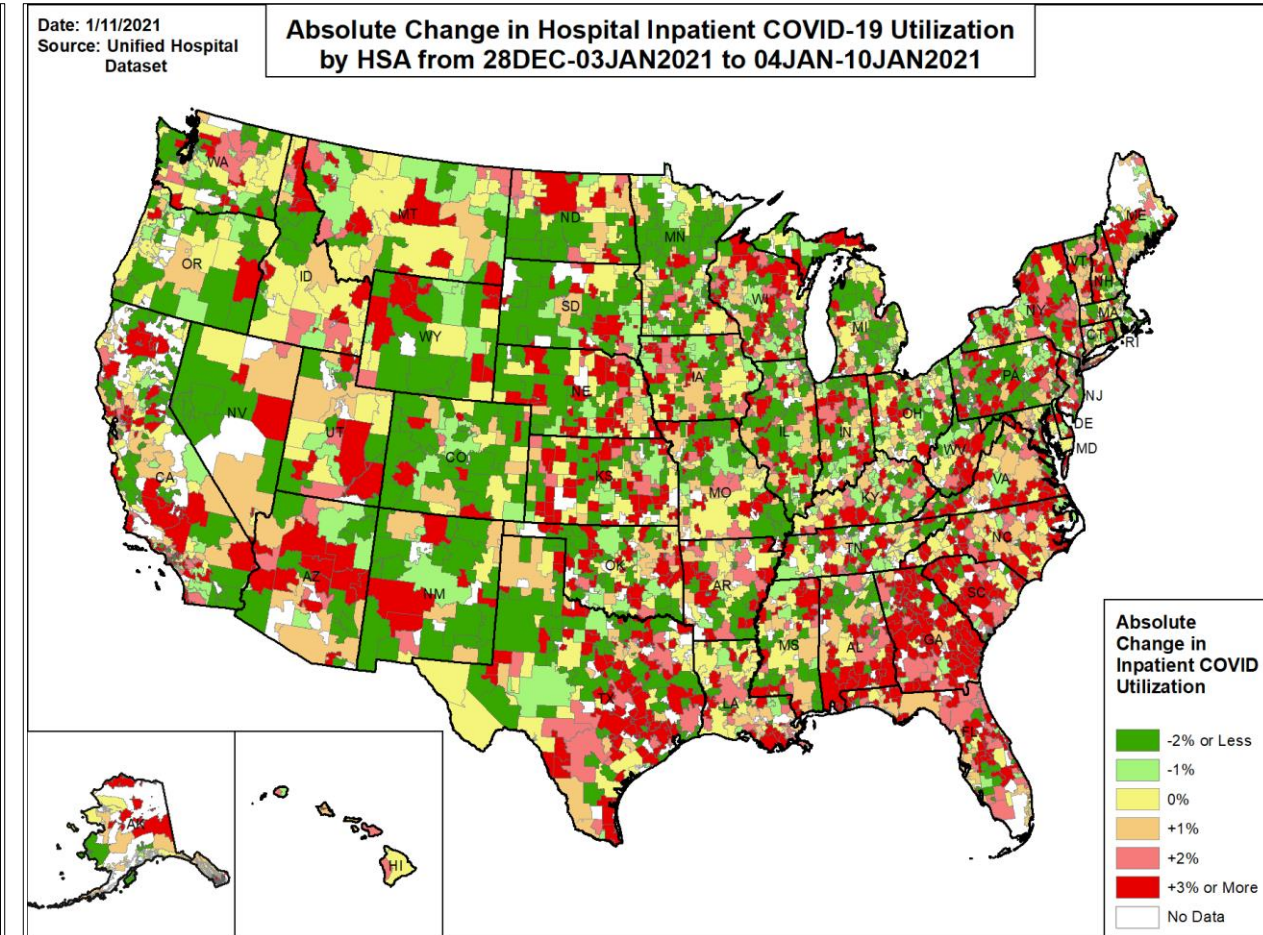 Date: 1/11/2021
Source: Unified Hospital
Dataset
Absolute Change in Hospital Inpatient COVID-19 Utilization
by HSA from 28DEC-03JAN2021 to 04JAN-10JAN2021
WA
MT
ND
MN
ME
OR
ID
SD
WI
VT
NH
NY
MA
CT
RI
WY
MI
IA
NE
PA
NJ
NV
UT
CO
IL
IN
OH
DE
MD
WV
CA
KS
MO
KY
VA
AZ
NM
OK
AR
TN
NC
SC
MS
AL
GA
TX
LA
FL
AK
HI
Absolute
Change in
Inpatient COVID
Utilization
-2% or Less
-1%
0%
+1%
+2%
+3% or More
No Data